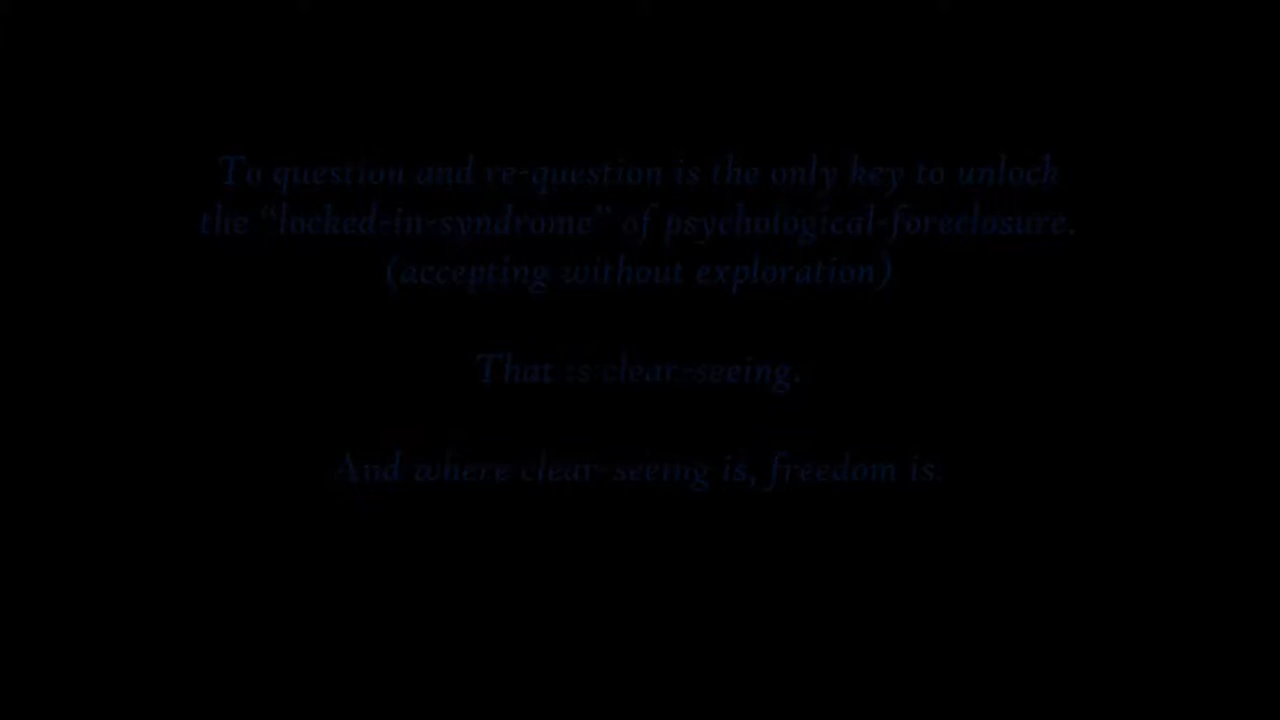 To question and re-question is the only key to unlock
the “locked-in-syndrome” of psychological-foreclosure.
(accepting without exploration)
That is clear-seeing.
And where clear-seeing is, freedom is.